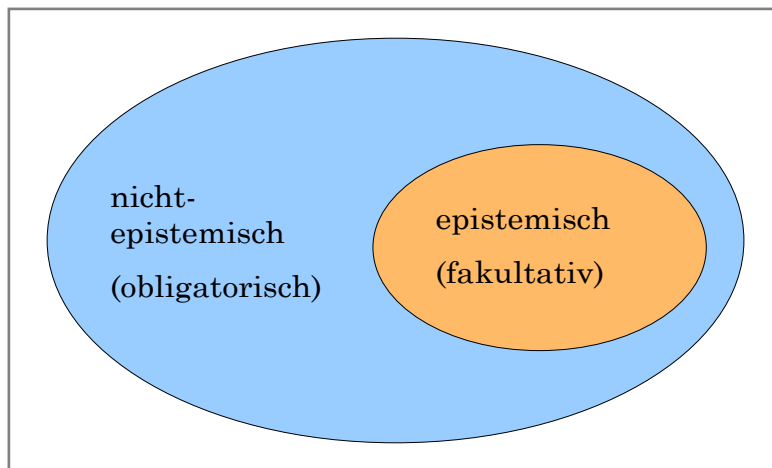 nicht-
epistemisch
(obligatorisch)
epistemisch
(fakultativ)